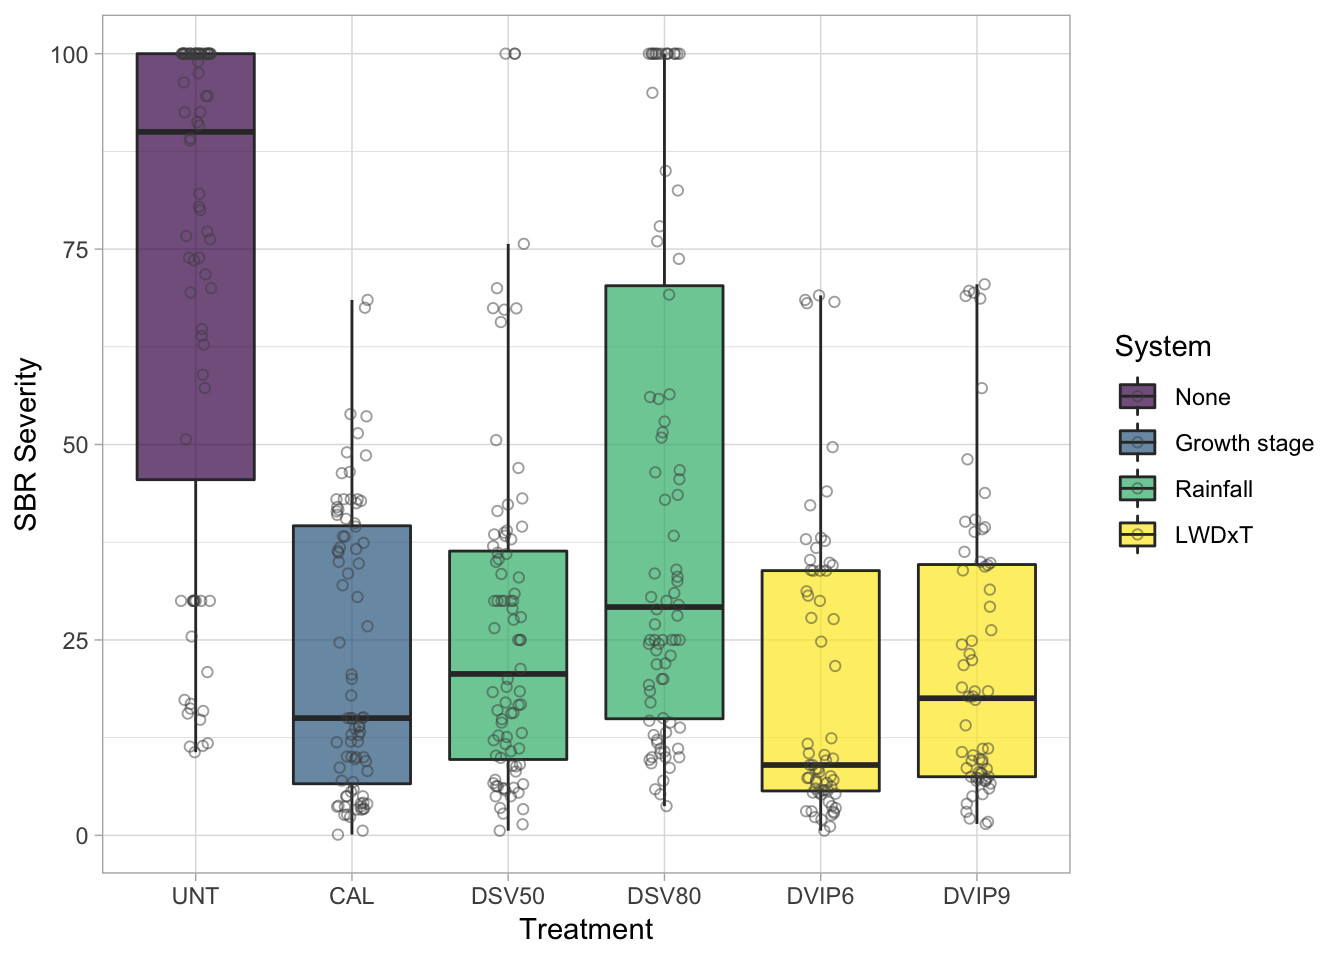 100
75
50
25
0
SBR Severity
UNT CAL DSV50 DSV80 DVIP6 DVIP9
Treatment
System
None
Growth stage
Rainfall
LWDxT